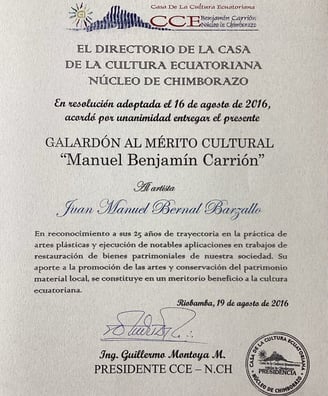 Casa De La Cultura Ecuatoriana
CCE Benjamín Carrión
Núcleo de Chimborazo
EL DIRECTORIO DE LA CASA
DE LA CULTURA ECUATORIANA
NÚCLEO DE CHIMBORAZO
En resolución adoptada el 16 de agosto de 2016,
acordó por unanimidad entregar el presente
GALARDÓN AL MÉRITO CULTURAL
“Manuel Benjamín Carrión”
Al artista
Juan Manuel Bernal Barzallo
En reconocimiento a sus 25 años de trayectoria en la práctica de
artes plásticas y ejecución de notables aplicaciones en trabajos de
restauración de bienes patrimoniales de nuestra sociedad. Su
aporte a la promoción de las artes y conservación del patrimonio
material local, se constituye en un meritorio beneficio a la cultura
ecuatoriana.
Riobamba, 19 de agosto de 2016
Ing. Guillermo Montoya M.
PRESIDENTE CCE – N.CH
CASA DE LA CULTURA ECUATORIANA
PRESIDENCIA
NÚCLEO DE CHIMBORAZO